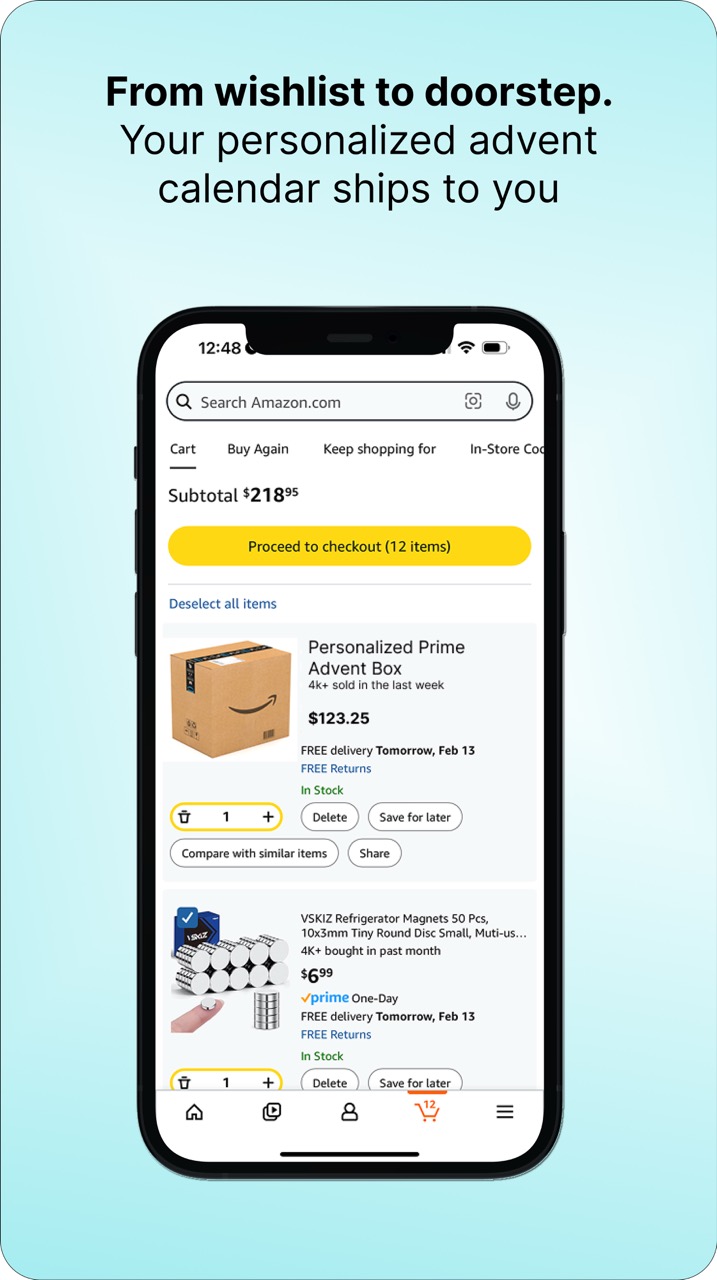 From wishlist to doorstep.
Your personalized advent
calendar ships to you
12:48
Search Amazon.com
Cart Buy Again Keep shopping for In-Store Coo
Subtotal $21895
Proceed to checkout (12 items)
Deselect all items
Personalized Prime
Advent Box
4k+ sold in the last week
$123.25
FREE delivery Tomorrow, Feb 13
FREE Returns
In Stock
1 Delete Save for later
Compare with similar items Share
VSKIZ
VSKIZ Refrigerator Magnets 50 Pcs,
10x3mm Tiny Round Disc Small, Muti-us...
4K+ bought in past month
$699
prime One-Day
FREE delivery Tomorrow, Feb 13
FREE Returns
In Stock
1 Delete Save for later
12